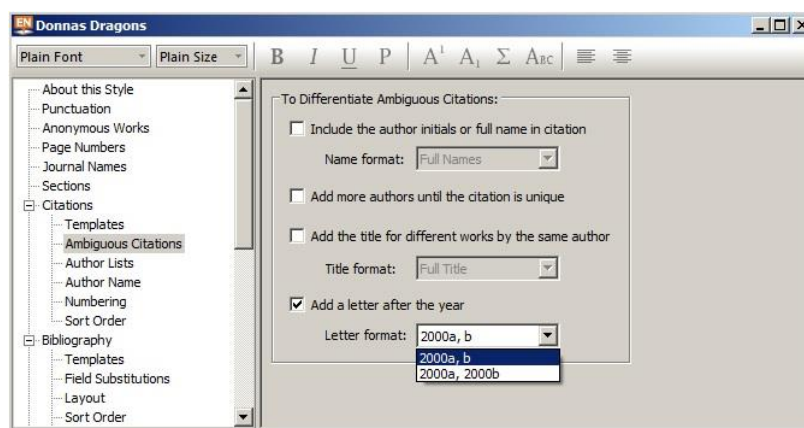 EN Donnas Dragons
Plain Font Plain Size B I U P A¹ A₁ Σ ABC
About this Style
Punctuation
Anonymous Works
Page Numbers
Journal Names
Sections
Citations
Templates
Ambiguous Citations
Author Lists
Author Name
Numbering
Sort Order
Bibliography
Templates
Field Substitutions
Layout
Sort Order
To Differentiate Ambiguous Citations:
Include the author initials or full name in citation
Name format: Full Names
Add more authors until the citation is unique
Add the title for different works by the same author
Title format: Full Title
Add a letter after the year
Letter format: 2000a, b
2000a, b
2000a, 2000b